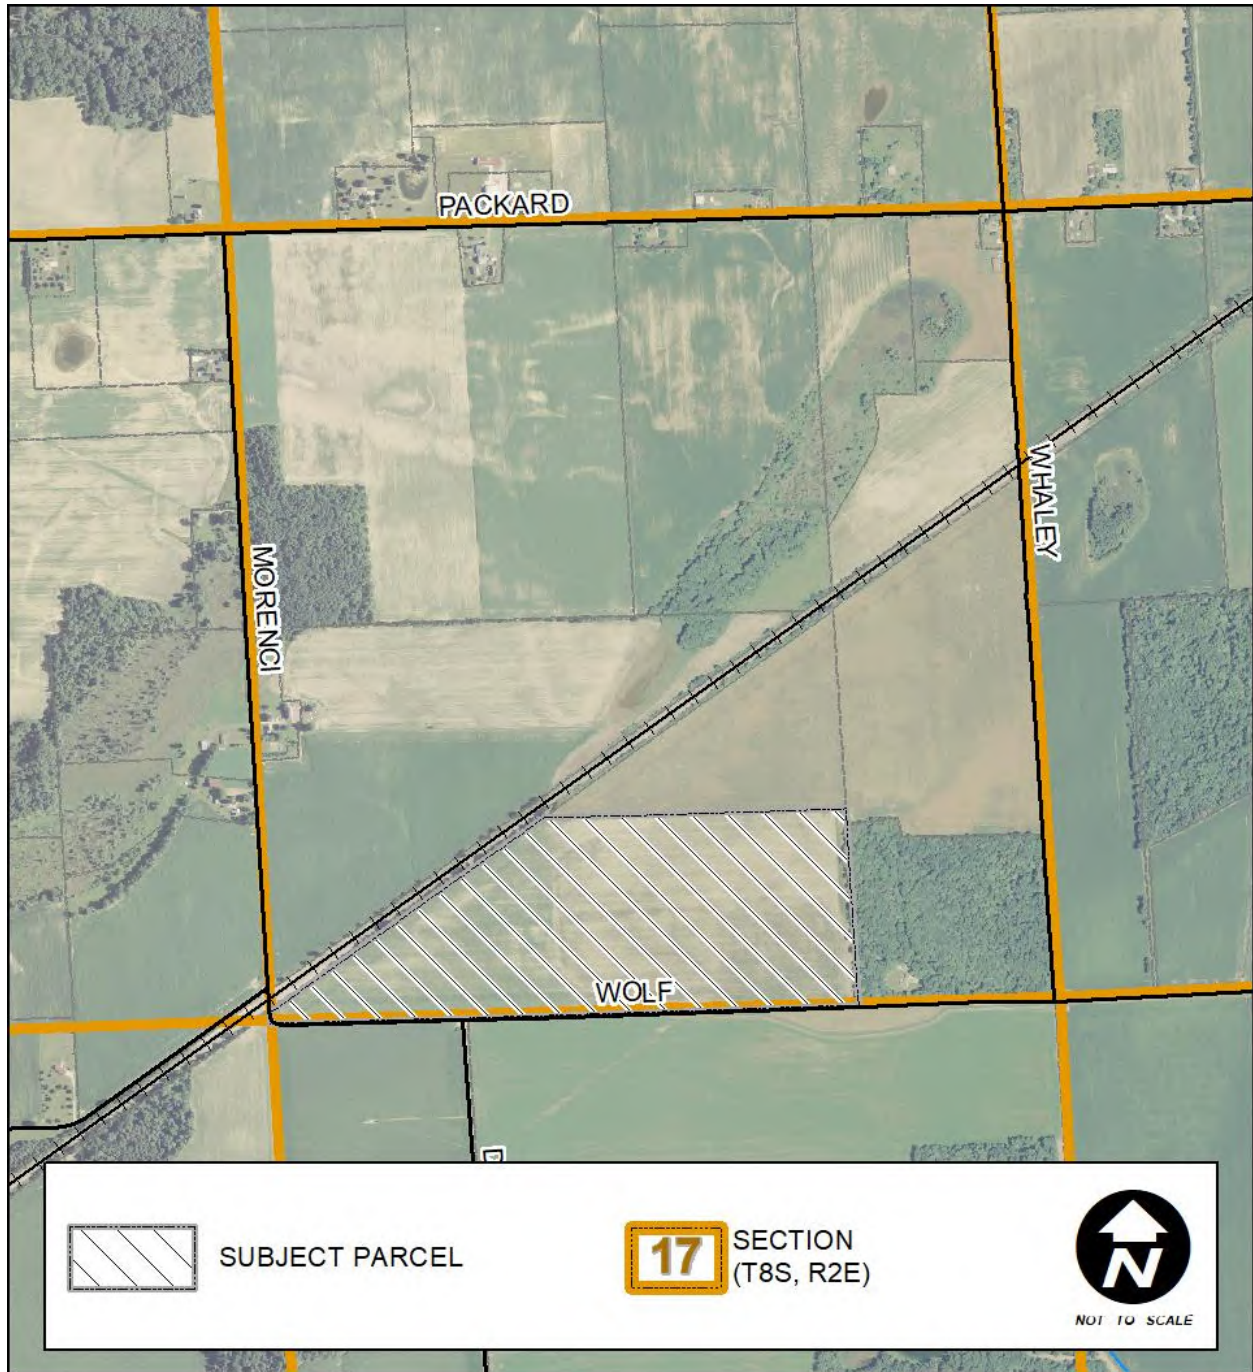 PACKARD
WHALEY
MORENCI
WOLF
D
SUBJECT PARCEL
17
SECTION
(T8S, R2E)
N
NOT TO SCALE